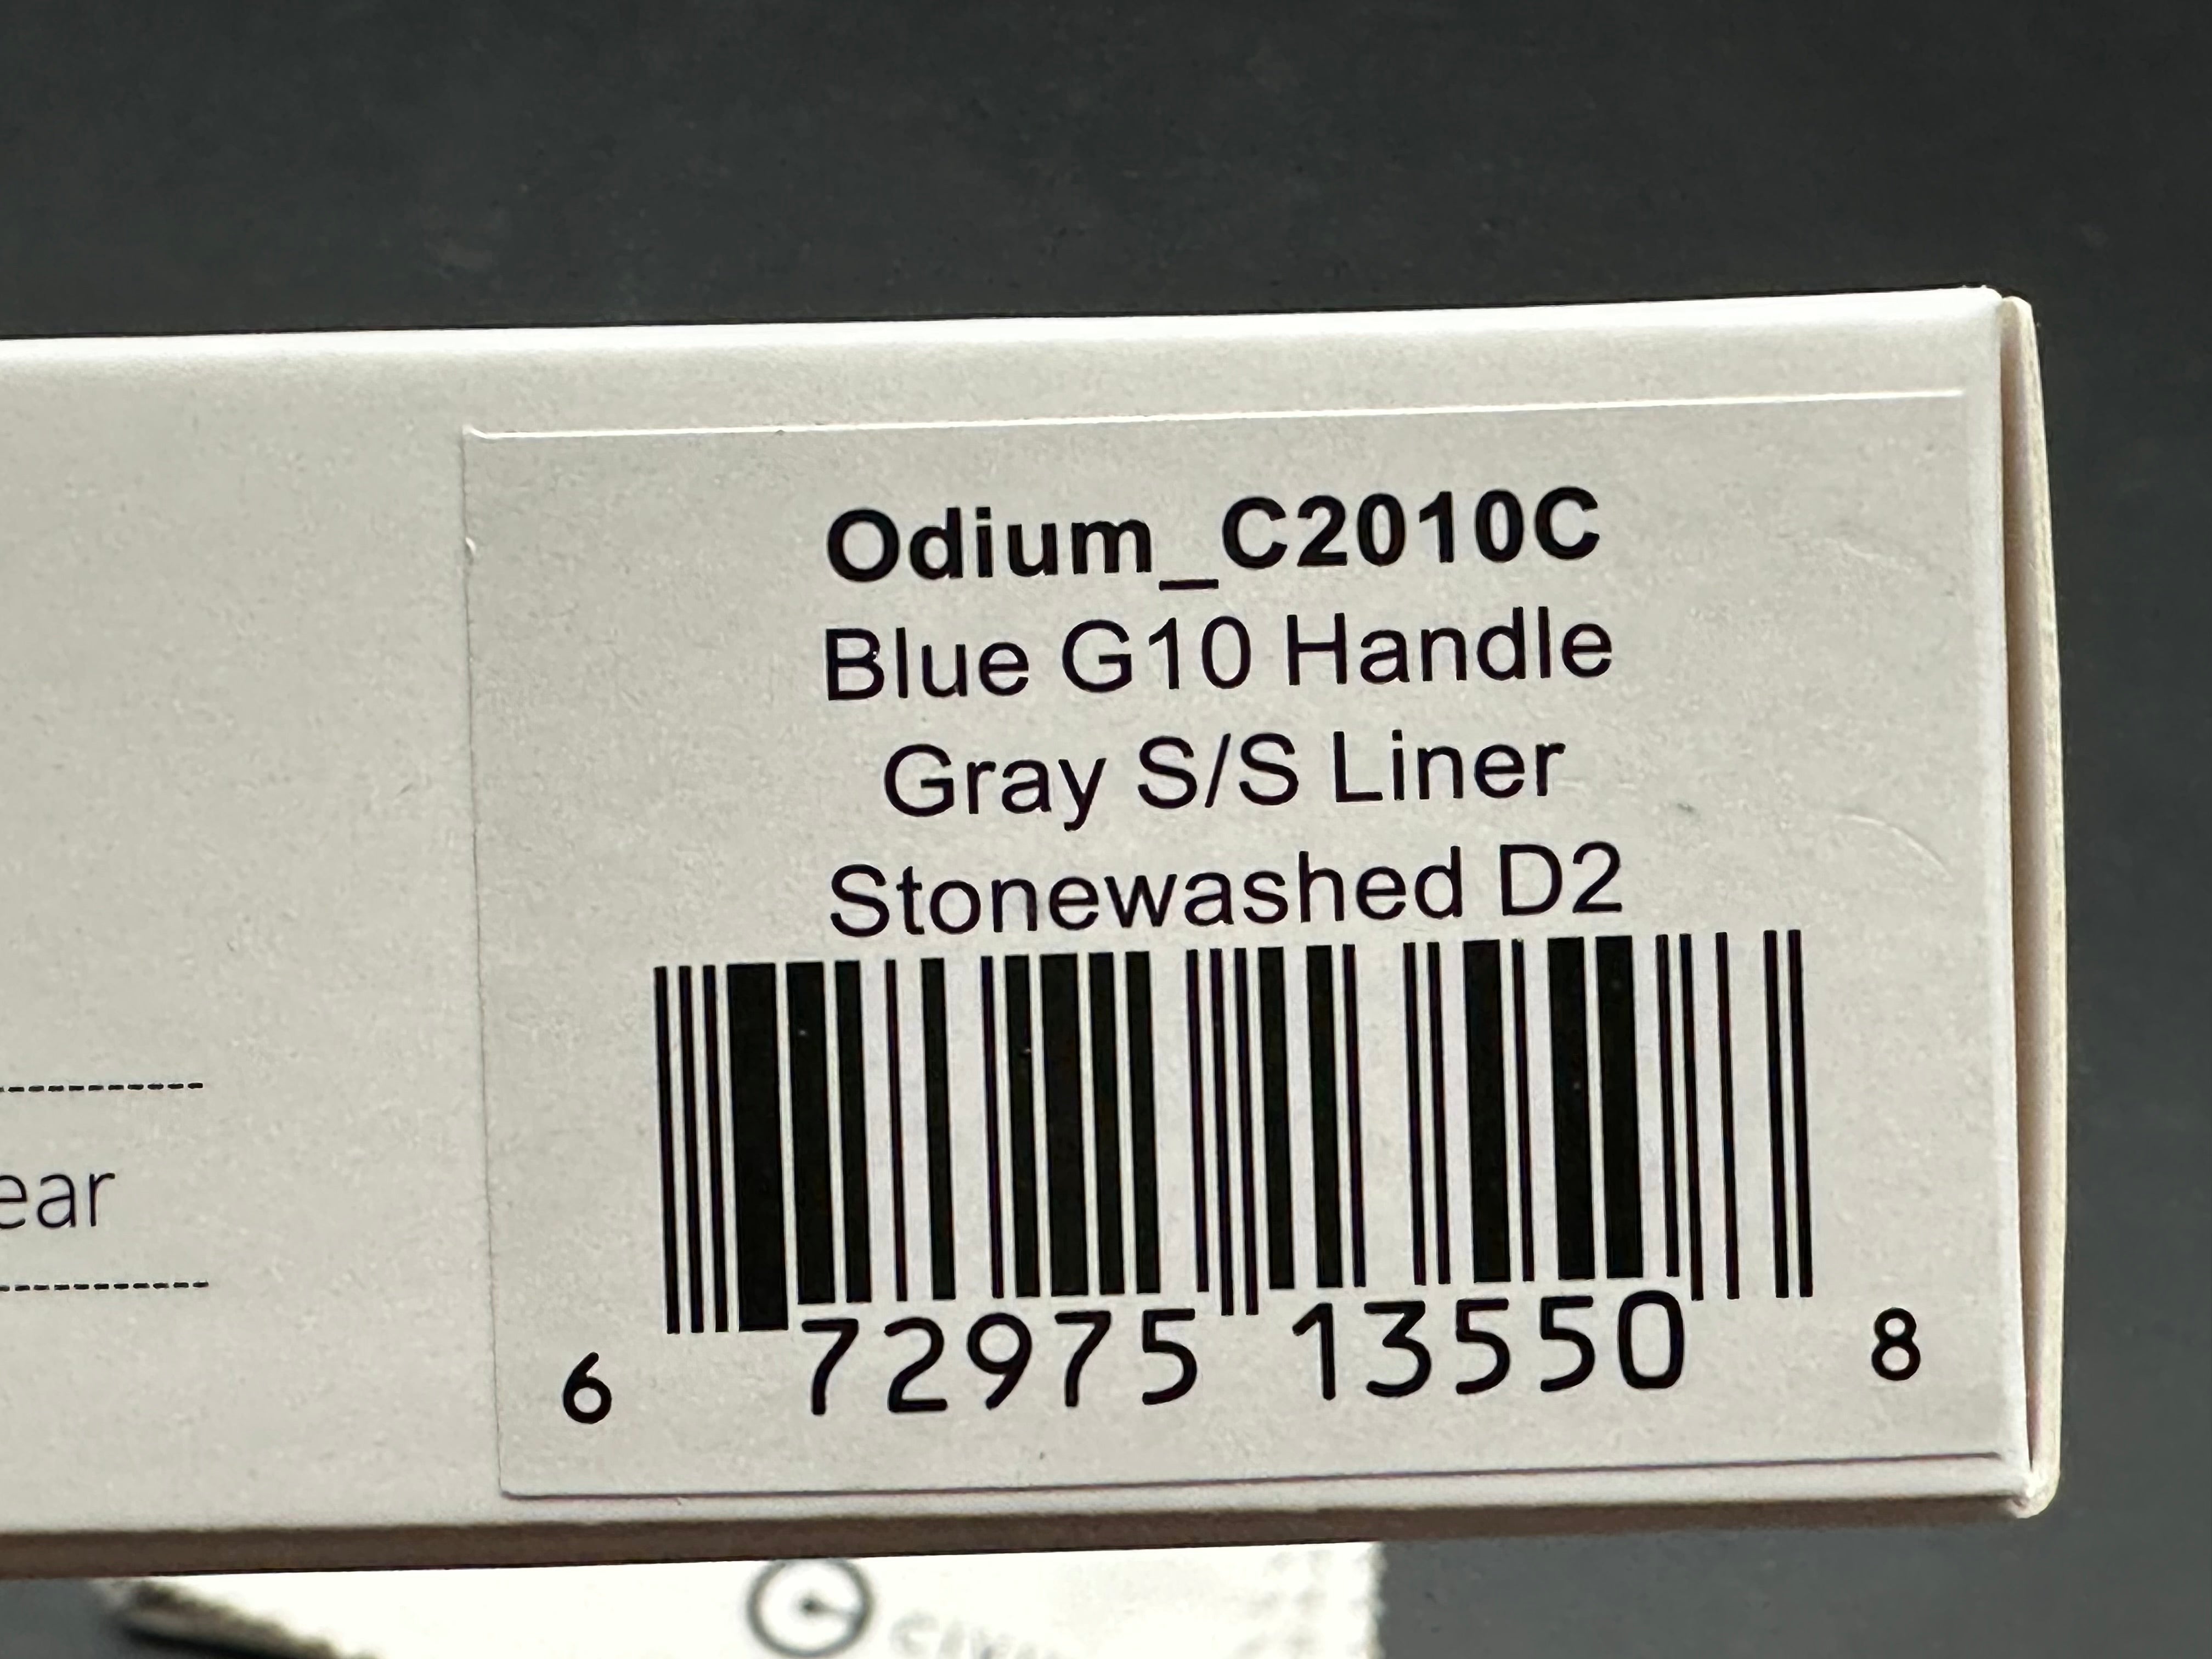 Odium_C2010C
Blue G10 Handle
Gray S/S Liner
Stonewashed D2
ear
6 72975 13550 8